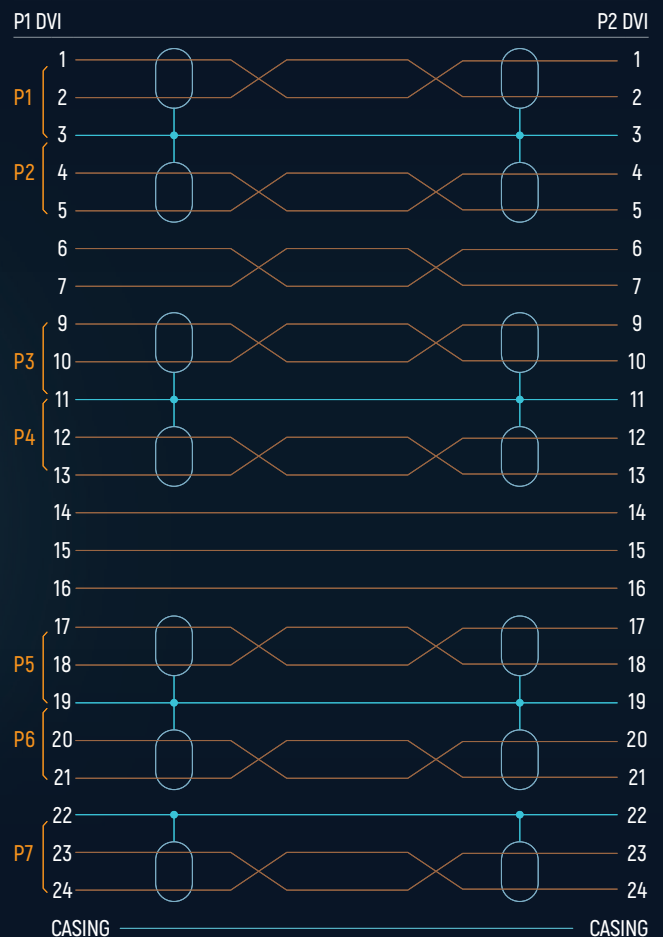 P1 DVI P2 DVI
1 1
P1 2 2
3 3
P2 4 4
5 5
6 6
7 7
9 9
P3 10 10
11 11
P4 12 12
13 13
14 14
15 15
16 16
17 17
P5 18 18
19 19
P6 20 20
21 21
22 22
P7 23 23
24 24
CASING CASING